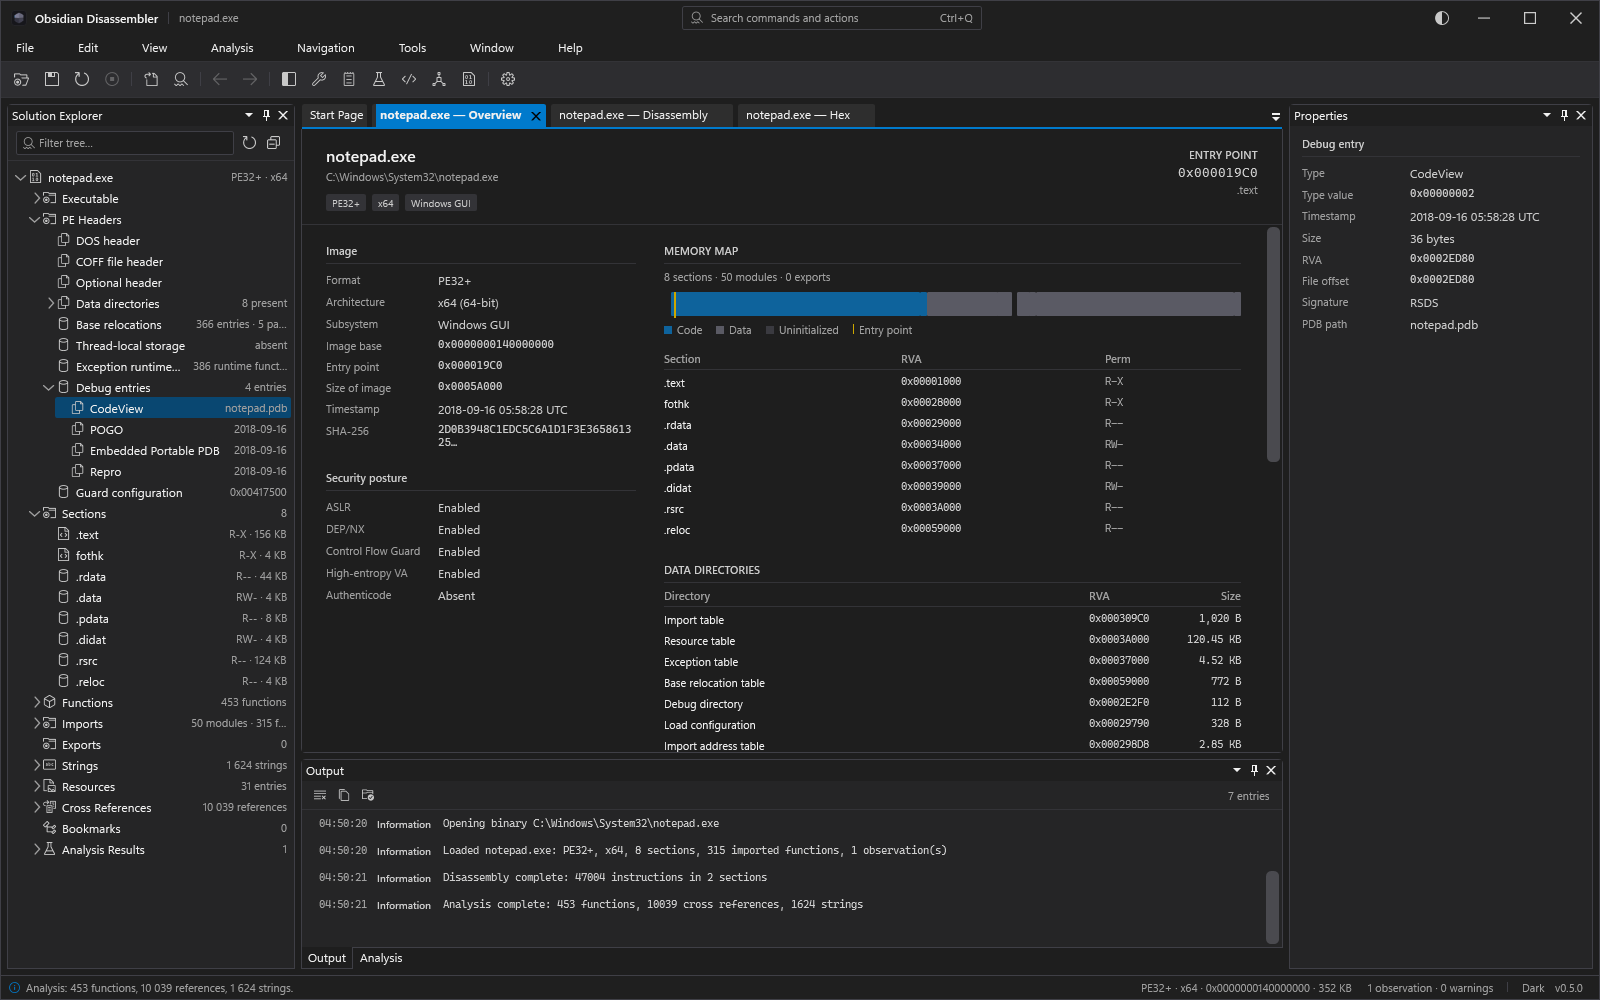 Obsidian Disassembler notepad.exe
Search commands and actions Ctrl+Q
File Edit View Analysis Navigation Tools Window Help
Solution Explorer
Filter tree...
notepad.exe PE32+ · x64
Executable
PE Headers
DOS header
COFF file header
Optional header
Data directories 8 present
Base relocations 366 entries · 5 pa...
Thread-local storage absent
Exception runtime... 386 runtime funct...
Debug entries 4 entries
CodeView notepad.pdb
POGO 2018-09-16
Embedded Portable PDB 2018-09-16
Repro 2018-09-16
Guard configuration 0x00417500
Sections 8
.text R-X · 156 KB
fothk R-X · 4 KB
.rdata R-- · 44 KB
.data RW- · 4 KB
.pdata R-- · 8 KB
.didat RW- · 4 KB
.rsrc R-- · 124 KB
.reloc R-- · 4 KB
Functions 453 functions
Imports 50 modules · 315 f...
Exports 0
Strings 1 624 strings
Resources 31 entries
Cross References 10 039 references
Bookmarks 0
Analysis Results 1
Start Page notepad.exe — Overview notepad.exe — Disassembly notepad.exe — Hex
notepad.exe
C:\Windows\System32\notepad.exe
PE32+ x64 Windows GUI
ENTRY POINT
0x000019C0
.text
Image
Format PE32+
Architecture x64 (64-bit)
Subsystem Windows GUI
Image base 0x0000000140000000
Entry point 0x000019C0
Size of image 0x0005A000
Timestamp 2018-09-16 05:58:28 UTC
SHA-256 2D0B3948C1EDC5C6A1D1F3E3658613
25…
Security posture
ASLR Enabled
DEP/NX Enabled
Control Flow Guard Enabled
High-entropy VA Enabled
Authenticode Absent
MEMORY MAP
8 sections · 50 modules · 0 exports
Code Data Uninitialized Entry point
Section RVA Perm
.text 0x00001000 R-X
fothk 0x00028000 R-X
.rdata 0x00029000 R--
.data 0x00034000 RW-
.pdata 0x00037000 R--
.didat 0x00039000 RW-
.rsrc 0x0003A000 R--
.reloc 0x00059000 R--
DATA DIRECTORIES
Directory RVA Size
Import table 0x000309C0 1,020 B
Resource table 0x0003A000 120.45 KB
Exception table 0x00037000 4.52 KB
Base relocation table 0x00059000 772 B
Debug directory 0x0002E2F0 112 B
Load configuration 0x00029790 328 B
Import address table 0x000298D8 2.85 KB
Output
7 entries
04:50:20 Information Opening binary C:\Windows\System32\notepad.exe
04:50:20 Information Loaded notepad.exe: PE32+, x64, 8 sections, 315 imported functions, 1 observation(s)
04:50:21 Information Disassembly complete: 47004 instructions in 2 sections
04:50:21 Information Analysis complete: 453 functions, 10039 cross references, 1624 strings
Output Analysis
Properties
Debug entry
Type CodeView
Type value 0x00000002
Timestamp 2018-09-16 05:58:28 UTC
Size 36 bytes
RVA 0x0002ED80
File offset 0x0002ED80
Signature RSDS
PDB path notepad.pdb
Analysis: 453 functions, 10 039 references, 1 624 strings.
PE32+ · x64 · 0x0000000140000000 · 352 KB 1 observation · 0 warnings Dark v0.5.0